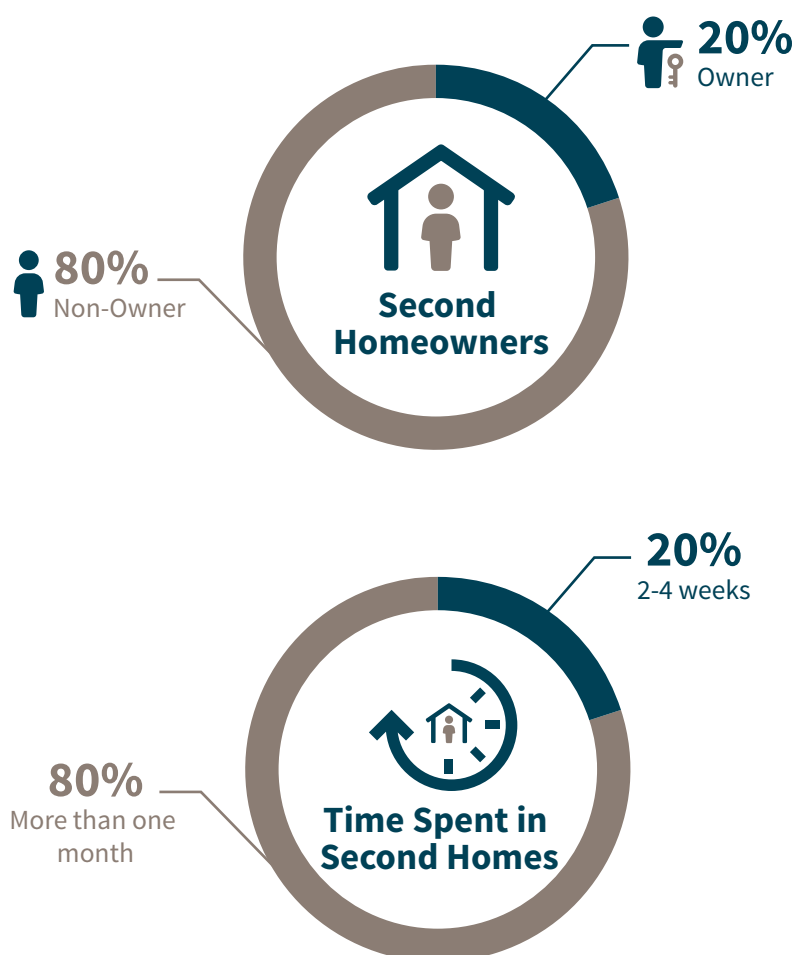 20%
Owner
80%
Non-Owner
Second
Homeowners
20%
2-4 weeks
80%
More than one
month
Time Spent in
Second Homes